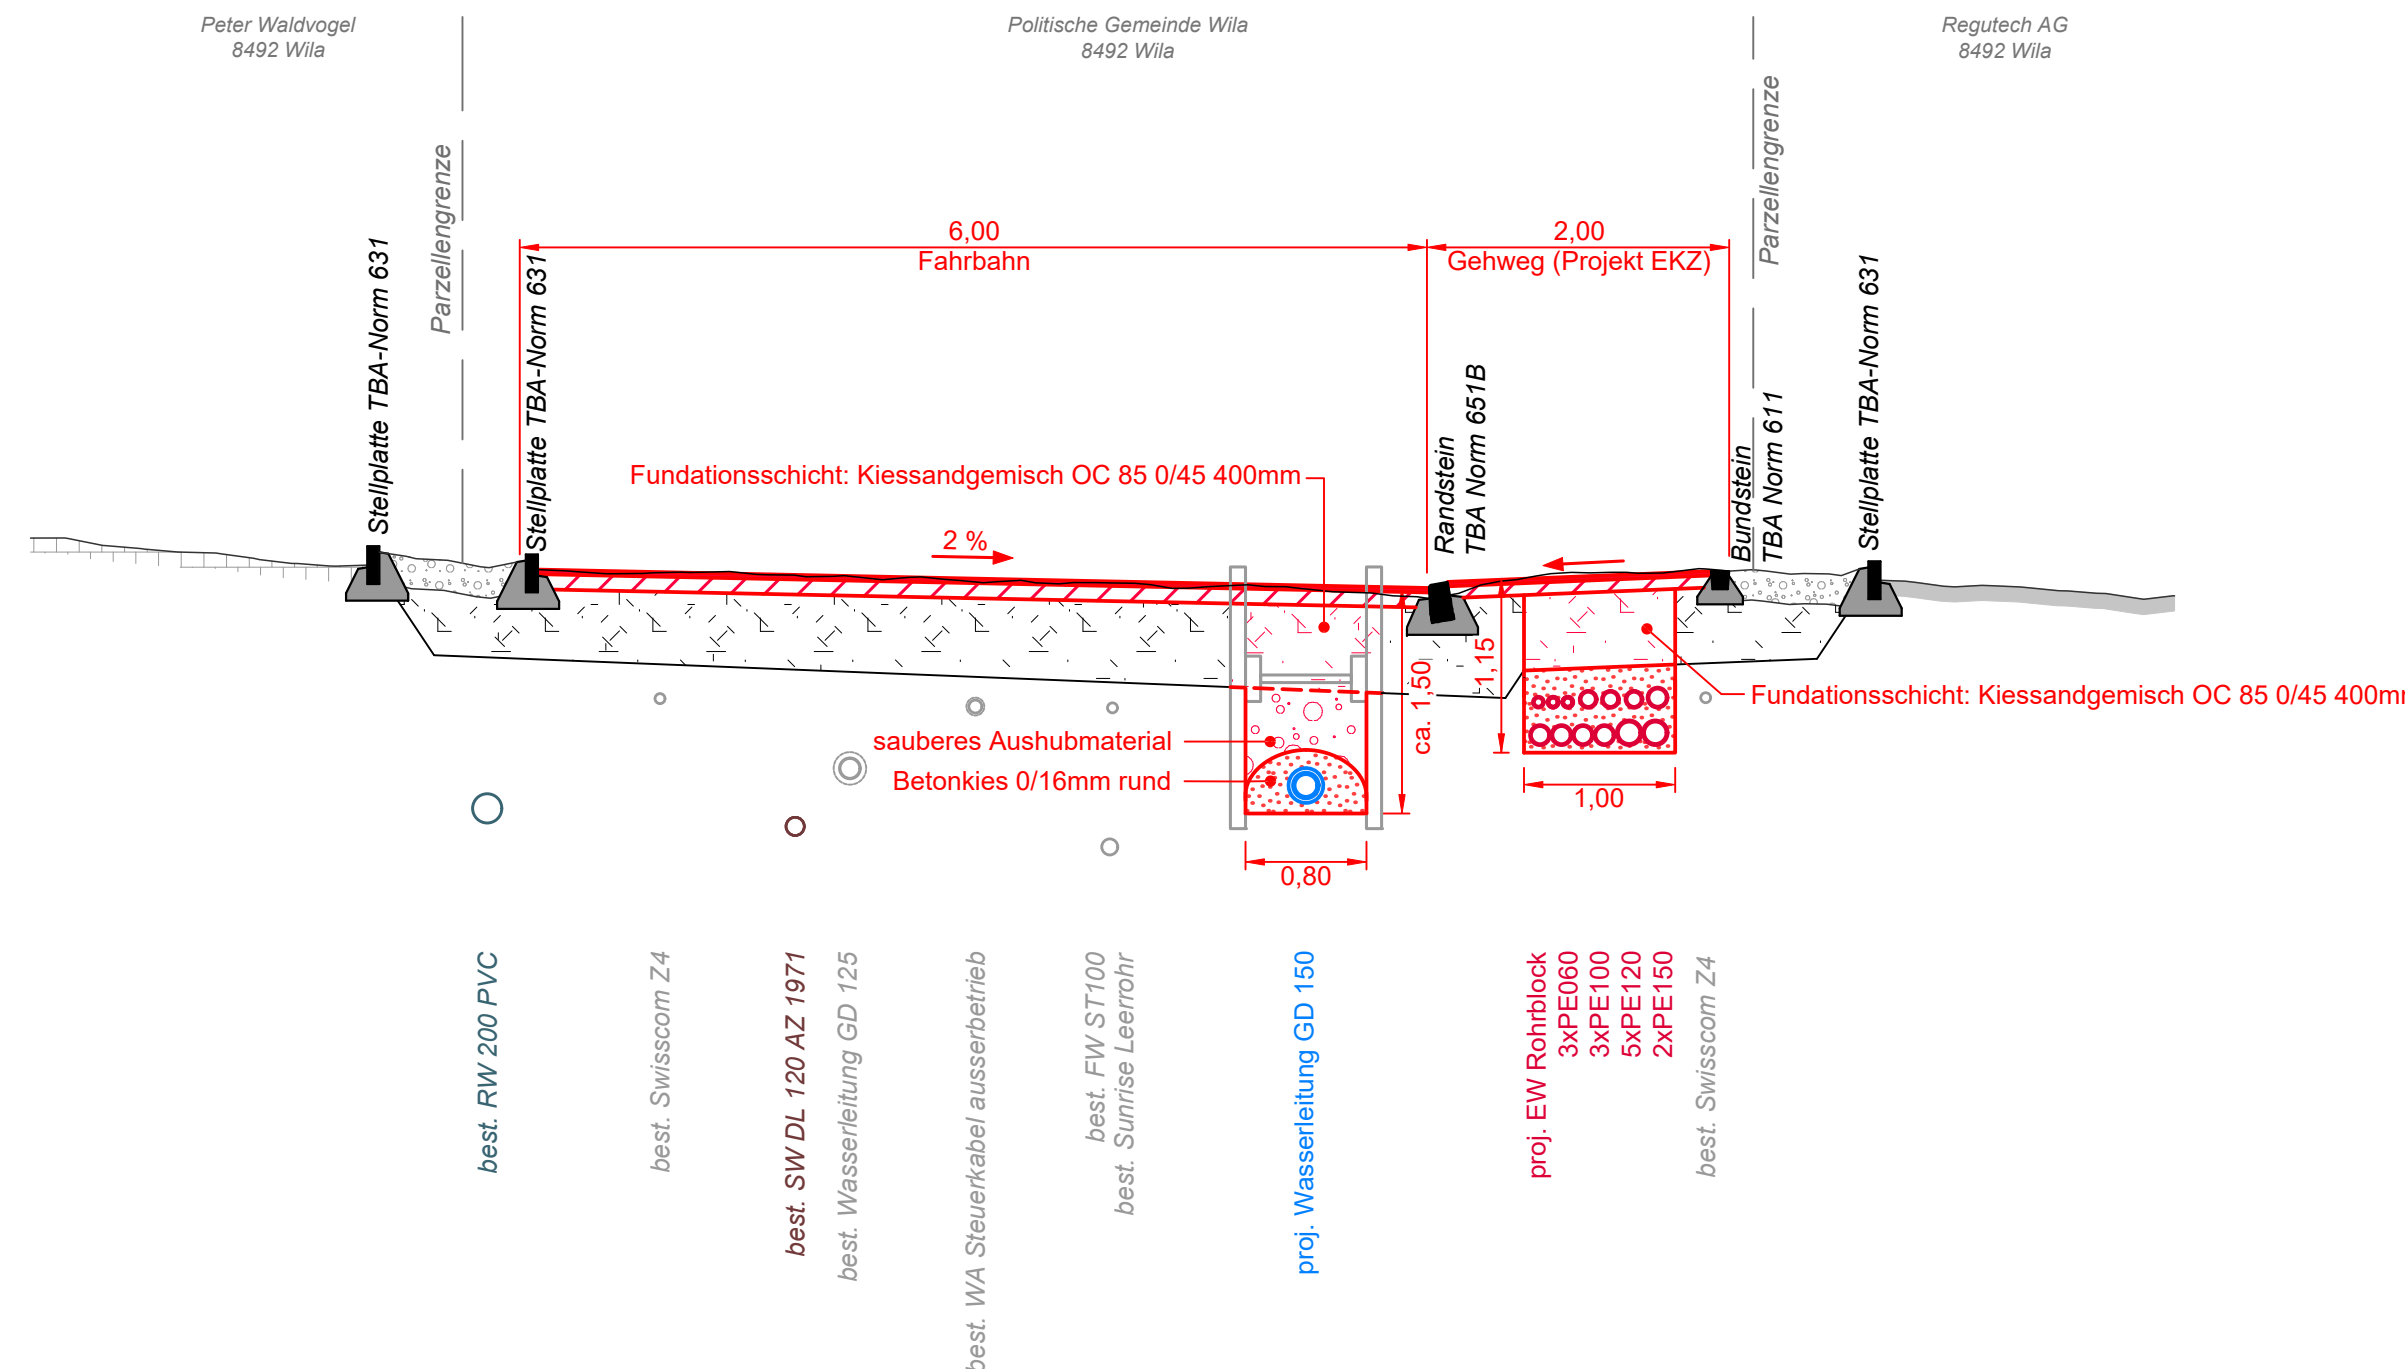 Peter Waldvogel
8492 Wila
Politische Gemeinde Wila
8492 Wila
Regutech AG
8492 Wila
Parzellengrenze
Parzellengrenze
6,00
Fahrbahn
2,00
Gehweg (Projekt EKZ)
Stellplatte TBA-Norm 631
Stellplatte TBA-Norm 631
Randstein
TBA Norm 651B
Bundstein
TBA Norm 611
Stellplatte TBA-Norm 631
Fundationsschicht: Kiessandgemisch OC 85 0/45 400mm
2 %
1,15
ca. 1,50
Fundationsschicht: Kiessandgemisch OC 85 0/45 400m
sauberes Aushubmaterial
Betonkies 0/16mm rund
1,00
0,80
best. RW 200 PVC
best. Swisscom Z4
best. SW DL 120 AZ 1971
best. Wasserleitung GD 125
best. WA Steuerkabel ausserbetrieb
best. FW ST100
best. Sunrise Leerrohr
proj. Wasserleitung GD 150
proj. EW Rohrblock
3xPE060
3xPE100
5xPE120
2xPE150
best. Swisscom Z4